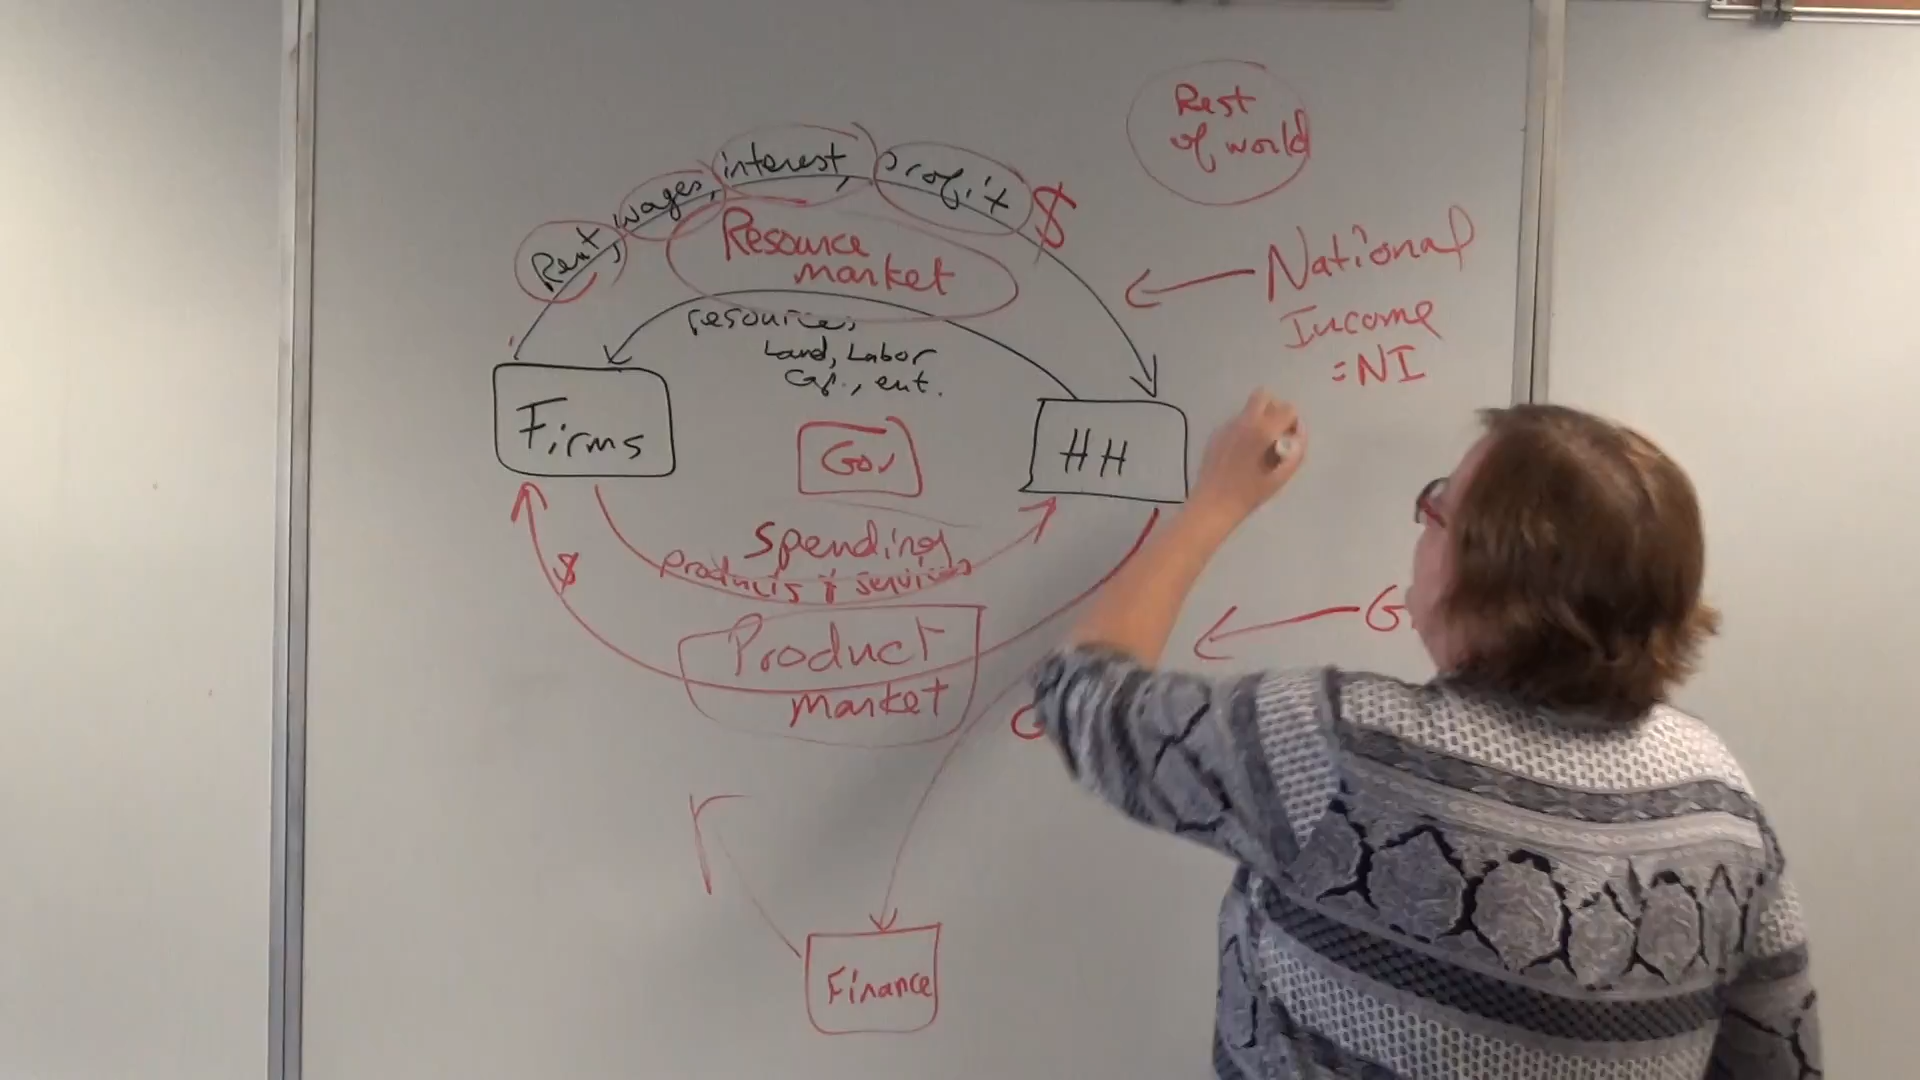 Rest
of world
Rent, wages, interest, profit $
Resource
market
National
Income
=NI
resources
Land, Labor
Cap., ent.
Firms
Gov
HH
Spending
$
Products & services
G
Product
market
Finance